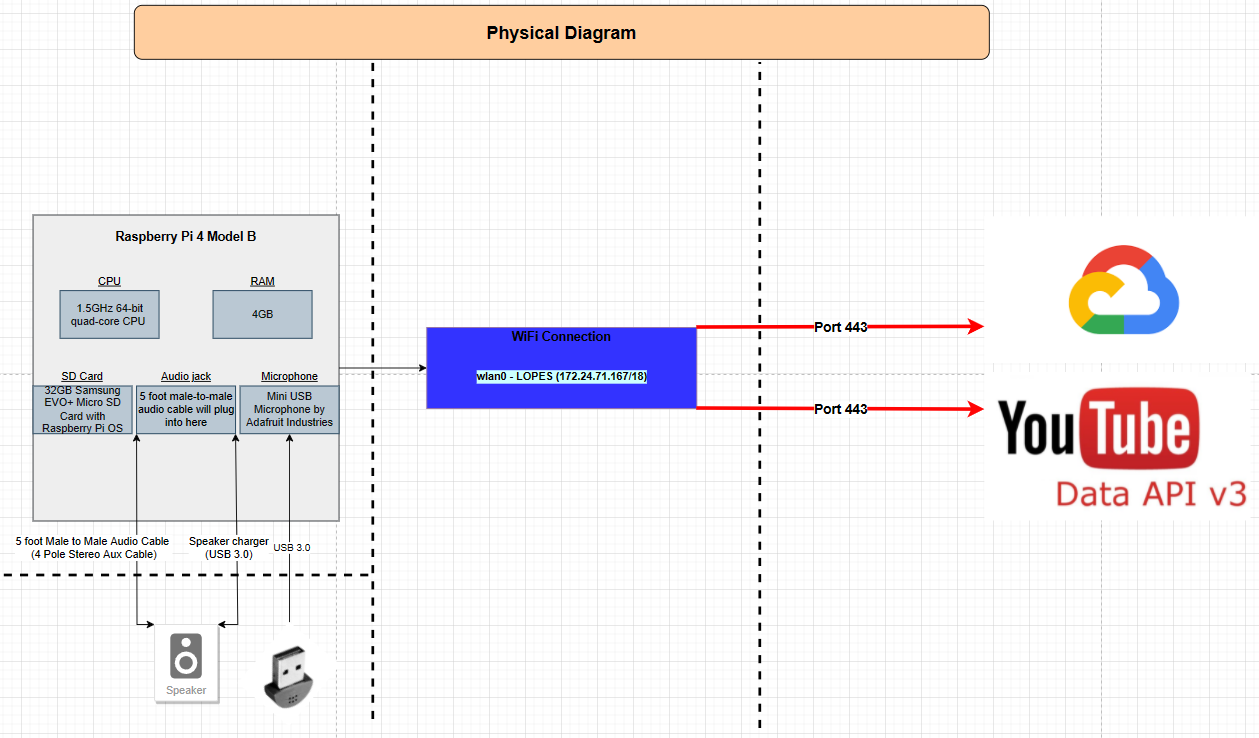 Physical Diagram
Raspberry Pi 4 Model B
CPU
RAM
1.5GHz 64-bit
quad-core CPU
4GB
SD Card
Audio jack
Microphone
32GB Samsung
EVO+ Micro SD
Card with
Raspberry Pi OS
5 foot male-to-male
audio cable will plug
into here
Mini USB
Microphone by
Adafruit Industries
5 foot Male to Male Audio Cable
(4 Pole Stereo Aux Cable)
Speaker charger
(USB 3.0)
USB 3.0
Speaker
WiFi Connection
wlan0 - LOPES (172.24.71.167/18)
Port 443
Port 443
YouTube
Data API v3